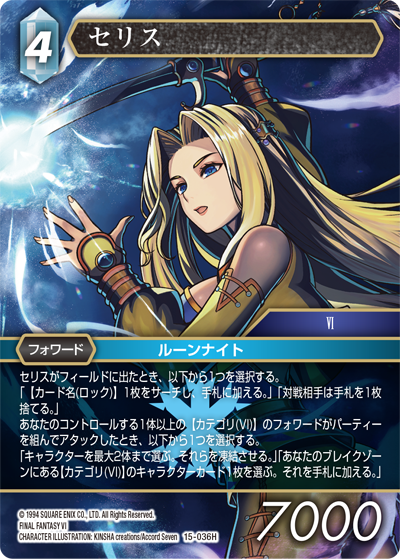 4
セリス
VI
フォワード
ルーンナイト
セリスがフィールドに出たとき、以下から1つを選択する。
「【カード名(ロック)】1枚をサーチし、手札に加える。」「対戦相手は手札を1枚
捨てる。」
あなたのコントロールする1体以上の【カテゴリ(VI)】のフォワードがパーティー
を組んでアタックしたとき、以下から1つを選択する。
「キャラクターを最大2体まで選ぶ。それらを凍結させる。」「あなたのブレイクゾー
ンにある【カテゴリ(VI)】のキャラクターカード1枚を選ぶ。それを手札に加える。」
© 1994 SQUARE ENIX CO., LTD. All Rights Reserved.
FINAL FANTASY VI
CHARACTER ILLUSTRATION: KINSHA creations/Accord Seven
15-036H
7000